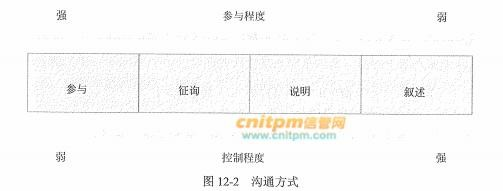 强 参与程度 弱
参与 征询 说明 叙述
cnitpm信管网
www.cnitpm.com
弱 控制程度 强
图 12-2 沟通方式